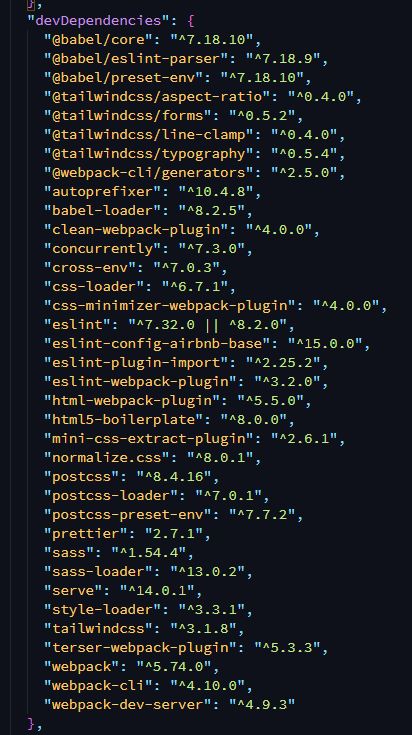 },
"devDependencies": {
"@babel/core": "^7.18.10",
"@babel/eslint-parser": "^7.18.9",
"@babel/preset-env": "^7.18.10",
"@tailwindcss/aspect-ratio": "^0.4.0",
"@tailwindcss/forms": "^0.5.2",
"@tailwindcss/line-clamp": "^0.4.0",
"@tailwindcss/typography": "^0.5.4",
"@webpack-cli/generators": "^2.5.0",
"autoprefixer": "^10.4.8",
"babel-loader": "^8.2.5",
"clean-webpack-plugin": "^4.0.0",
"concurrently": "^7.3.0",
"cross-env": "^7.0.3",
"css-loader": "^6.7.1",
"css-minimizer-webpack-plugin": "^4.0.0",
"eslint": "^7.32.0 || ^8.2.0",
"eslint-config-airbnb-base": "^15.0.0",
"eslint-plugin-import": "^2.25.2",
"eslint-webpack-plugin": "^3.2.0",
"html-webpack-plugin": "^5.5.0",
"html5-boilerplate": "^8.0.0",
"mini-css-extract-plugin": "^2.6.1",
"normalize.css": "^8.0.1",
"postcss": "^8.4.16",
"postcss-loader": "^7.0.1",
"postcss-preset-env": "^7.7.2",
"prettier": "2.7.1",
"sass": "^1.54.4",
"sass-loader": "^13.0.2",
"serve": "^14.0.1",
"style-loader": "^3.3.1",
"tailwindcss": "^3.1.8",
"terser-webpack-plugin": "^5.3.3",
"webpack": "^5.74.0",
"webpack-cli": "^4.10.0",
"webpack-dev-server": "^4.9.3"
},